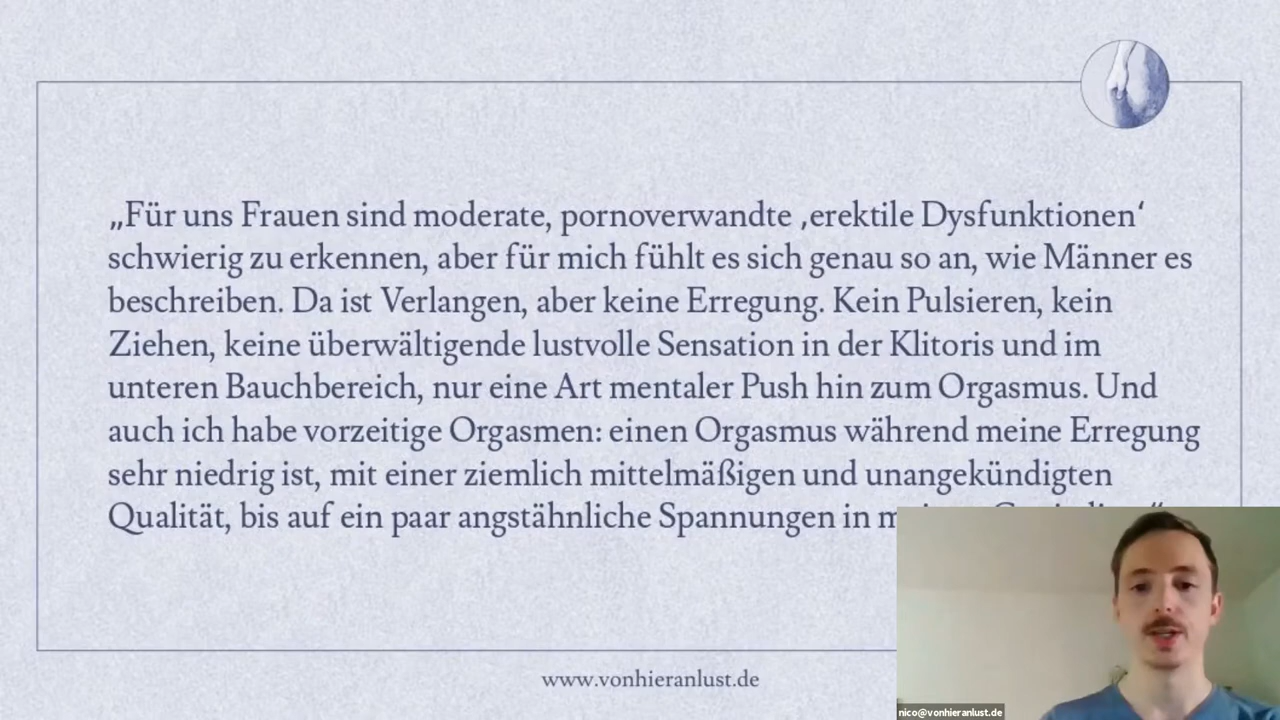 „Für uns Frauen sind moderate, pornoverwandte ‚erektile Dysfunktionen‘
schwierig zu erkennen, aber für mich fühlt es sich genau so an, wie Männer es
beschreiben. Da ist Verlangen, aber keine Erregung. Kein Pulsieren, kein
Ziehen, keine überwältigende lustvolle Sensation in der Klitoris und im
unteren Bauchbereich, nur eine Art mentaler Push hin zum Orgasmus. Und
auch ich habe vorzeitige Orgasmen: einen Orgasmus während meine Erregung
sehr niedrig ist, mit einer ziemlich mittelmäßigen und unangekündigten
Qualität, bis auf ein paar angstähnliche Spannungen in
www.vonhieranlust.de
nico@vonhieranlust.de